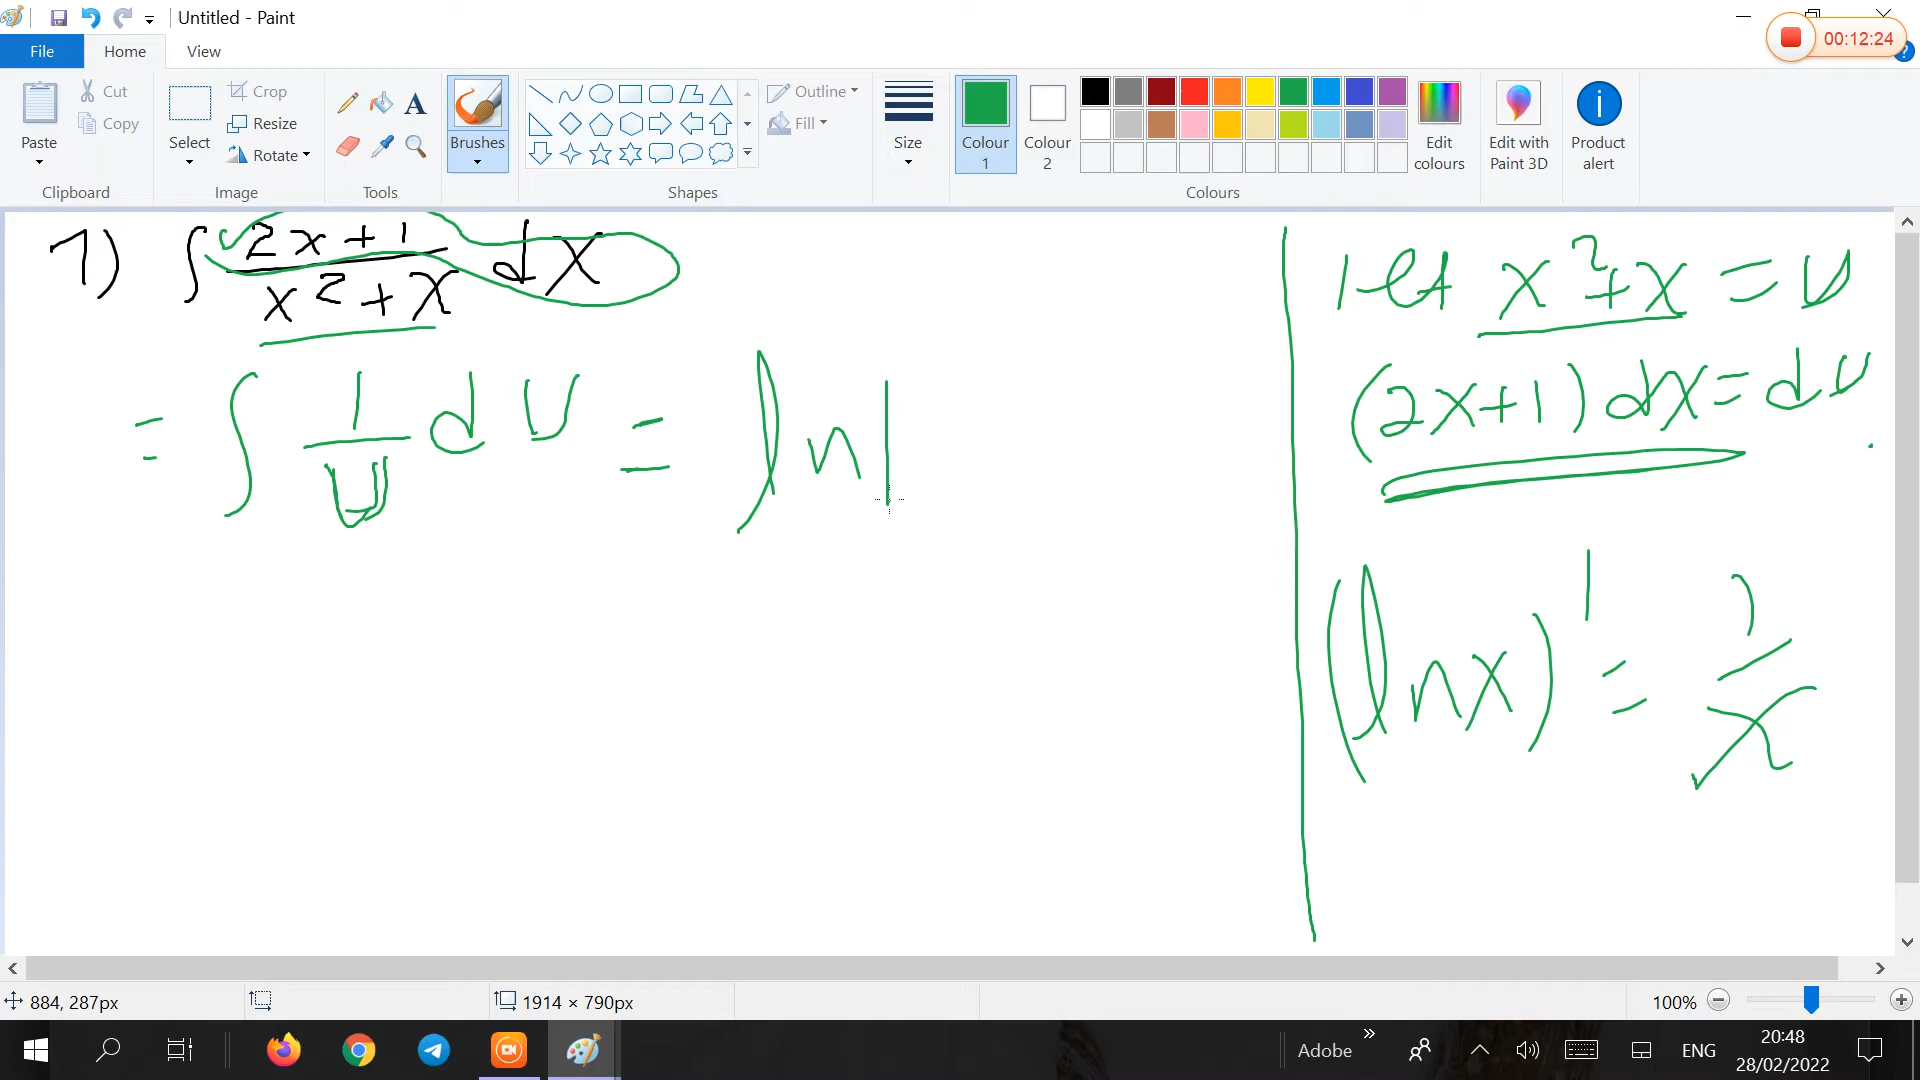 Untitled - Paint
00:12:24
File Home View
Paste
Cut
Copy
Clipboard
Select
Crop
Resize
Rotate
Image
Tools
Brushes
Shapes
Outline
Fill
Size
Colour 1
Colour 2
Colours
Edit colours
Edit with Paint 3D
Product alert
7) ∫ (2x+1)/(x²+x) dx
= ∫ 1/U dU = ln|
let x²+x = U
(2x+1) dx = dU
(lnx)' = 1/x
884, 287px
1914 × 790px
100%
Adobe
ENG
20:48
28/02/2022